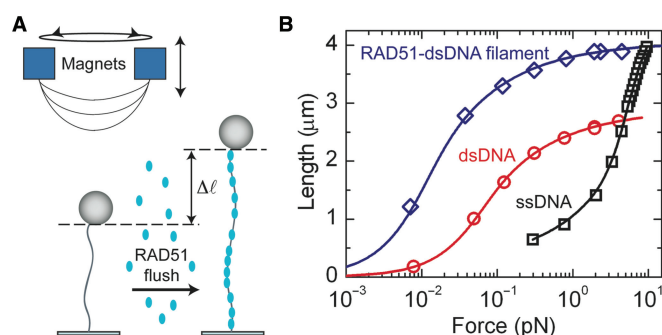 A
Magnets
Δℓ
RAD51
flush
B
RAD51-dsDNA filament
dsDNA
ssDNA
Length (μm)
4
3
2
1
0
10⁻³
10⁻²
10⁻¹
10⁰
10¹
Force (pN)